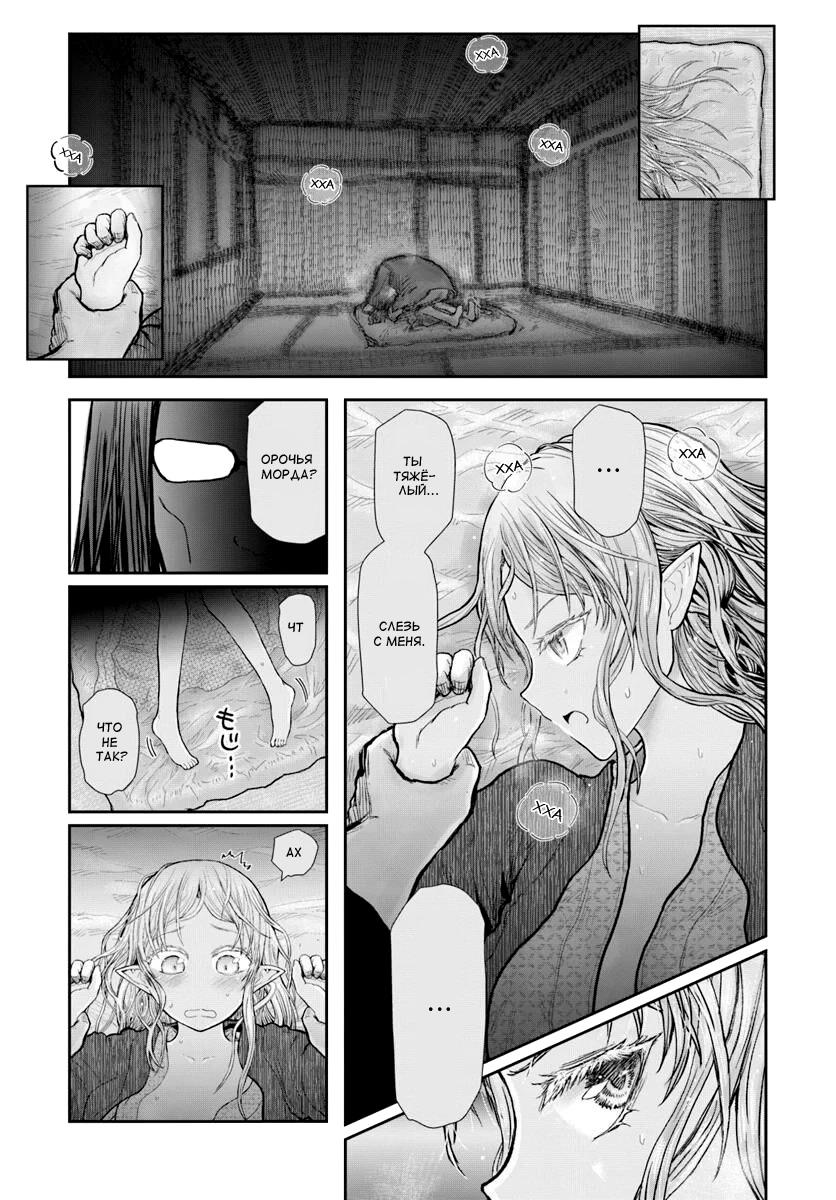 ХХА
ХХА
ХХА
ХХА
...
ТЫ
ТЯЖЁ-
ЛЫЙ...
ХХА
ХХА
СЛЕЗЬ
С МЕНЯ.
ХХА
...
ОРОЧЬЯ
МОРДА?
ЧТ
もじ...
ЧТО
НЕ
ТАК?
АХ